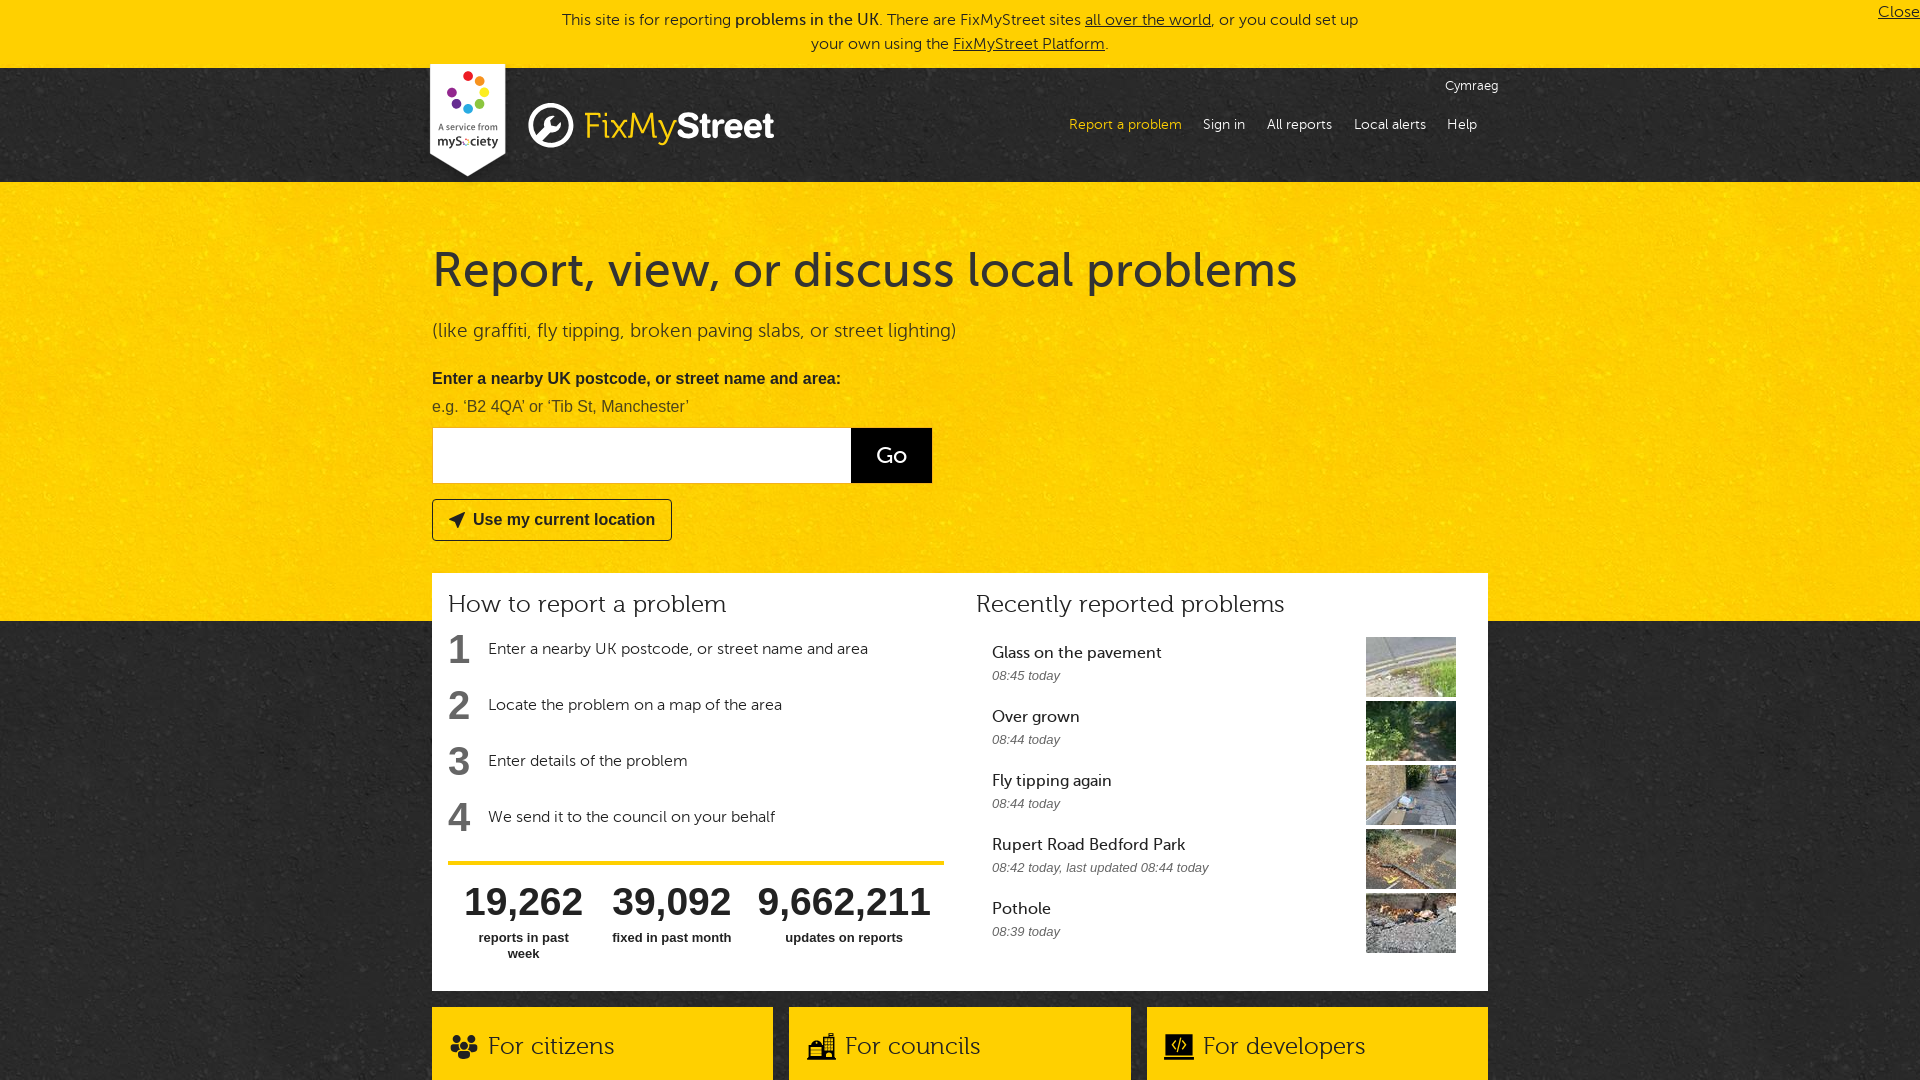 This site is for reporting problems in the UK. There are FixMyStreet sites all over the world, or you could set up
your own using the FixMyStreet Platform.
Close
A service from
mySociety
FixMyStreet
Cymraeg
Report a problem
Sign in
All reports
Local alerts
Help
Report, view, or discuss local problems
(like graffiti, fly tipping, broken paving slabs, or street lighting)
Enter a nearby UK postcode, or street name and area:
e.g. ‘B2 4QA’ or ‘Tib St, Manchester’
Go
Use my current location
How to report a problem
1 Enter a nearby UK postcode, or street name and area
2 Locate the problem on a map of the area
3 Enter details of the problem
4 We send it to the council on your behalf
19,262
reports in past
week
39,092
fixed in past month
9,662,211
updates on reports
Recently reported problems
Glass on the pavement
08:45 today
Over grown
08:44 today
Fly tipping again
08:44 today
Rupert Road Bedford Park
08:42 today, last updated 08:44 today
Pothole
08:39 today
For citizens
For councils
For developers